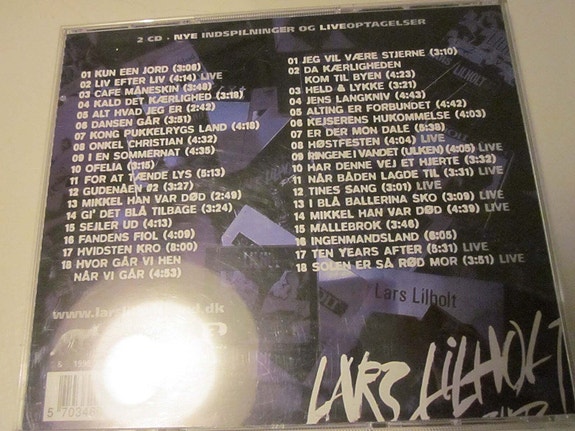 2 CD · NYE INDSPILNINGER OG LIVEOPTAGELSER
01 KUN EEN JORD (3:06)
02 LIV EFTER LIV (4:14) LIVE
03 CAFE MÅNESKIN (3:48)
04 KALD DET KÆRLIGHED (3:18)
05 ALT HVAD JEG ER (2:42)
06 DANSEN GÅR (3:51)
07 KONG PUKKELRYGS LAND (4:18)
08 ONKEL CHRISTIAN (4:32)
09 I EN SOMMERNAT (4:35)
10 OFELIA (3:15)
11 FOR AT TÆNDE LYS (5:13)
12 GUDENÅEN #2 (3:27)
13 MIKKEL HAN VAR DØD (2:49)
14 GI' DET BLÅ TILBAGE (3:24)
15 SEJLER UD (4:13)
16 FANDENS FIOL (4:09)
17 HVIDSTEN KRO (8:00)
18 HVOR GÅR VI HEN
NÅR VI GÅR (4:53)
01 JEG VIL VÆRE STJERNE (3:10)
02 DA KÆRLIGHEDEN
KOM TIL BYEN (4:23)
03 HELD & LYKKE (3:21)
04 JENS LANGKNIV (4:43)
05 ALTING ER FORBUNDET (4:42)
06 KEJSERENS HUKOMMELSE (4:03)
07 ER DER MON DALE (5:38)
08 HØSTFESTEN (4:04) LIVE
09 RINGENE I VANDET (ULKEN) (4:05) LIVE
10 HAR DENNE VEJ ET HJERTE (3:32)
11 NÅR BÅDEN LAGDE TIL (3:31) LIVE
12 TINES SANG (3:01) LIVE
13 I BLÅ BALLERINA SKO (3:09) LIVE
14 MIKKEL HAN VAR DØD (4:39) LIVE
15 MALLEBROK (3:46)
16 INGENMANDSLAND (6:05)
17 TEN YEARS AFTER (5:31) LIVE
18 SOLEN ER SÅ RØD MOR (3:51) LIVE
Lars Lilholt
LARS LILHOLT